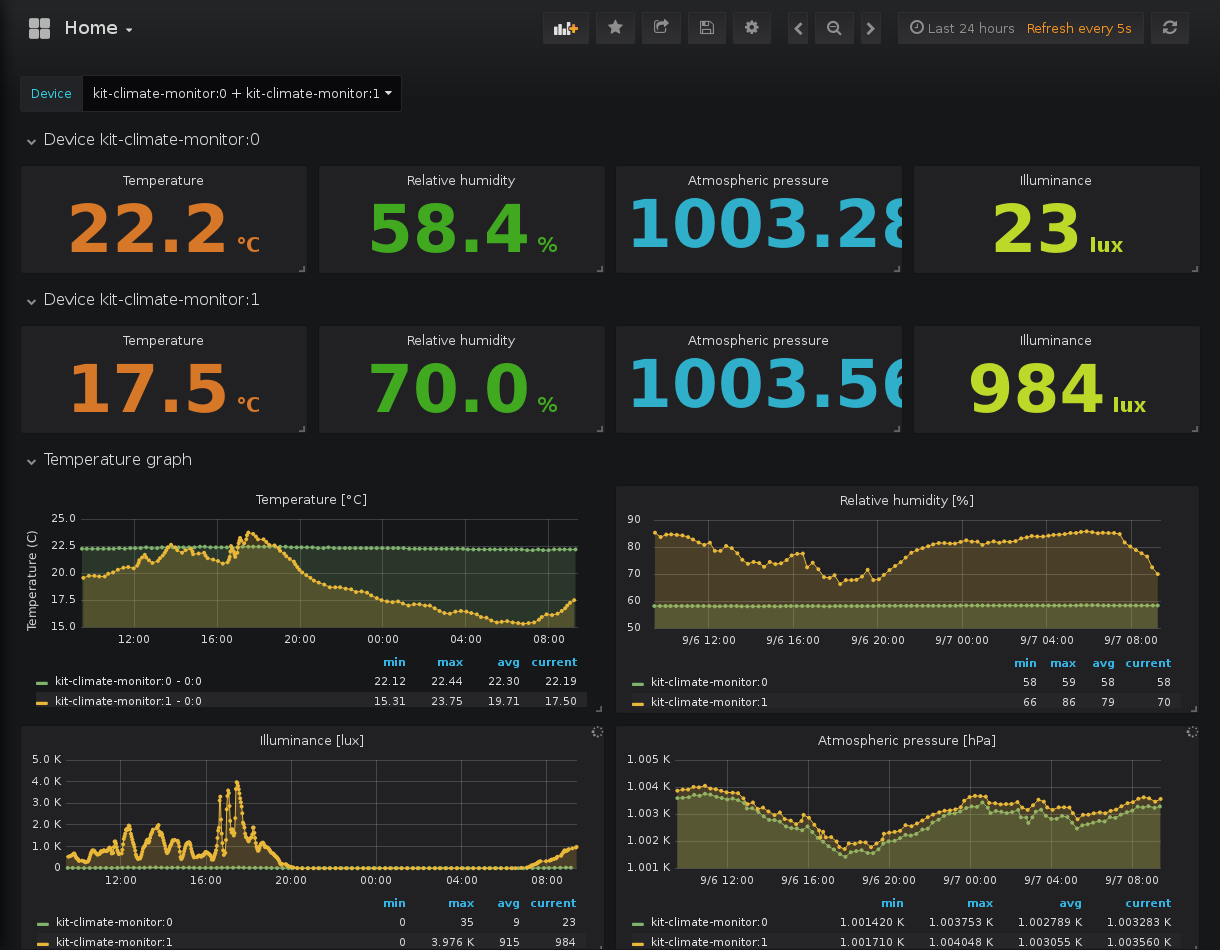 Home
Last 24 hours Refresh every 5s
Device kit-climate-monitor:0 + kit-climate-monitor:1
Device kit-climate-monitor:0
Temperature Relative humidity Atmospheric pressure Illuminance
22.2 °C 58.4 % 1003.28 23 lux
Device kit-climate-monitor:1
Temperature Relative humidity Atmospheric pressure Illuminance
17.5 °C 70.0 % 1003.56 984 lux
Temperature graph
Temperature [°C]
Temperature (C)
25.0
22.5
20.0
17.5
15.0
12:00 16:00 20:00 00:00 04:00 08:00
min max avg current
kit-climate-monitor:0 - 0:0 22.12 22.44 22.30 22.19
kit-climate-monitor:1 - 0:0 15.31 23.75 19.71 17.50
Relative humidity [%]
90
80
70
60
50
9/6 12:00 9/6 16:00 9/6 20:00 9/7 00:00 9/7 04:00 9/7 08:00
min max avg current
kit-climate-monitor:0 58 59 58 58
kit-climate-monitor:1 66 86 79 70
Illuminance [lux]
5.0 K
4.0 K
3.0 K
2.0 K
1.0 K
0
12:00 16:00 20:00 00:00 04:00 08:00
min max avg current
kit-climate-monitor:0 0 35 9 23
kit-climate-monitor:1 0 3.976 K 915 984
Atmospheric pressure [hPa]
1.005 K
1.004 K
1.003 K
1.002 K
1.001 K
9/6 12:00 9/6 16:00 9/6 20:00 9/7 00:00 9/7 04:00 9/7 08:00
min max avg current
kit-climate-monitor:0 1.001420 K 1.003753 K 1.002789 K 1.003283 K
kit-climate-monitor:1 1.001710 K 1.004048 K 1.003055 K 1.003560 K